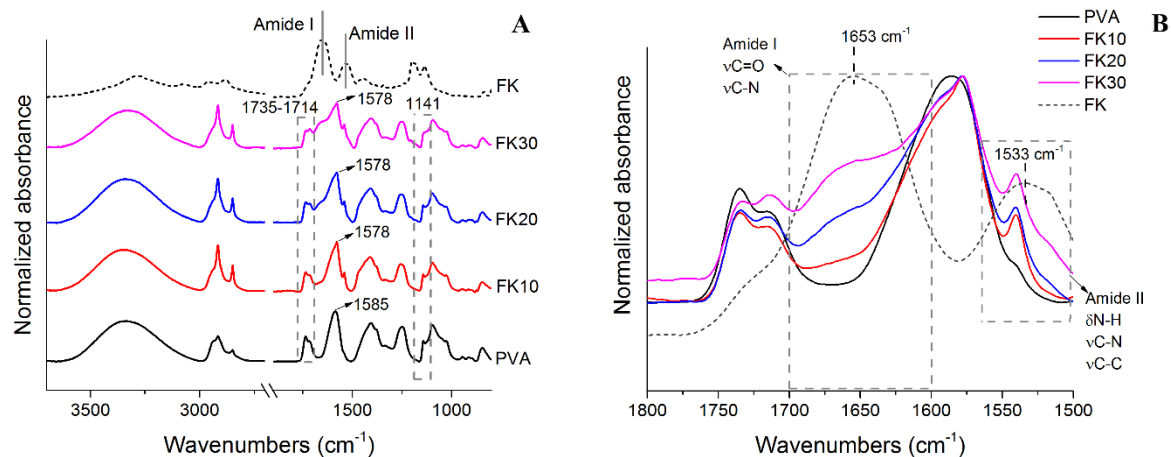 A
Amide I
Amide II
FK
1735-1714
1578
1141
FK30
1578
FK20
1578
FK10
1585
PVA
Normalized absorbance
3500
3000
1500
1000
Wavenumbers (cm⁻¹)
B
PVA
FK10
FK20
FK30
FK
1653 cm⁻¹
Amide I
νC=O
νC-N
1533 cm⁻¹
Amide II
δN-H
νC-N
νC-C
Normalized absorbance
1800
1750
1700
1650
1600
1550
1500
Wavenumbers (cm⁻¹)